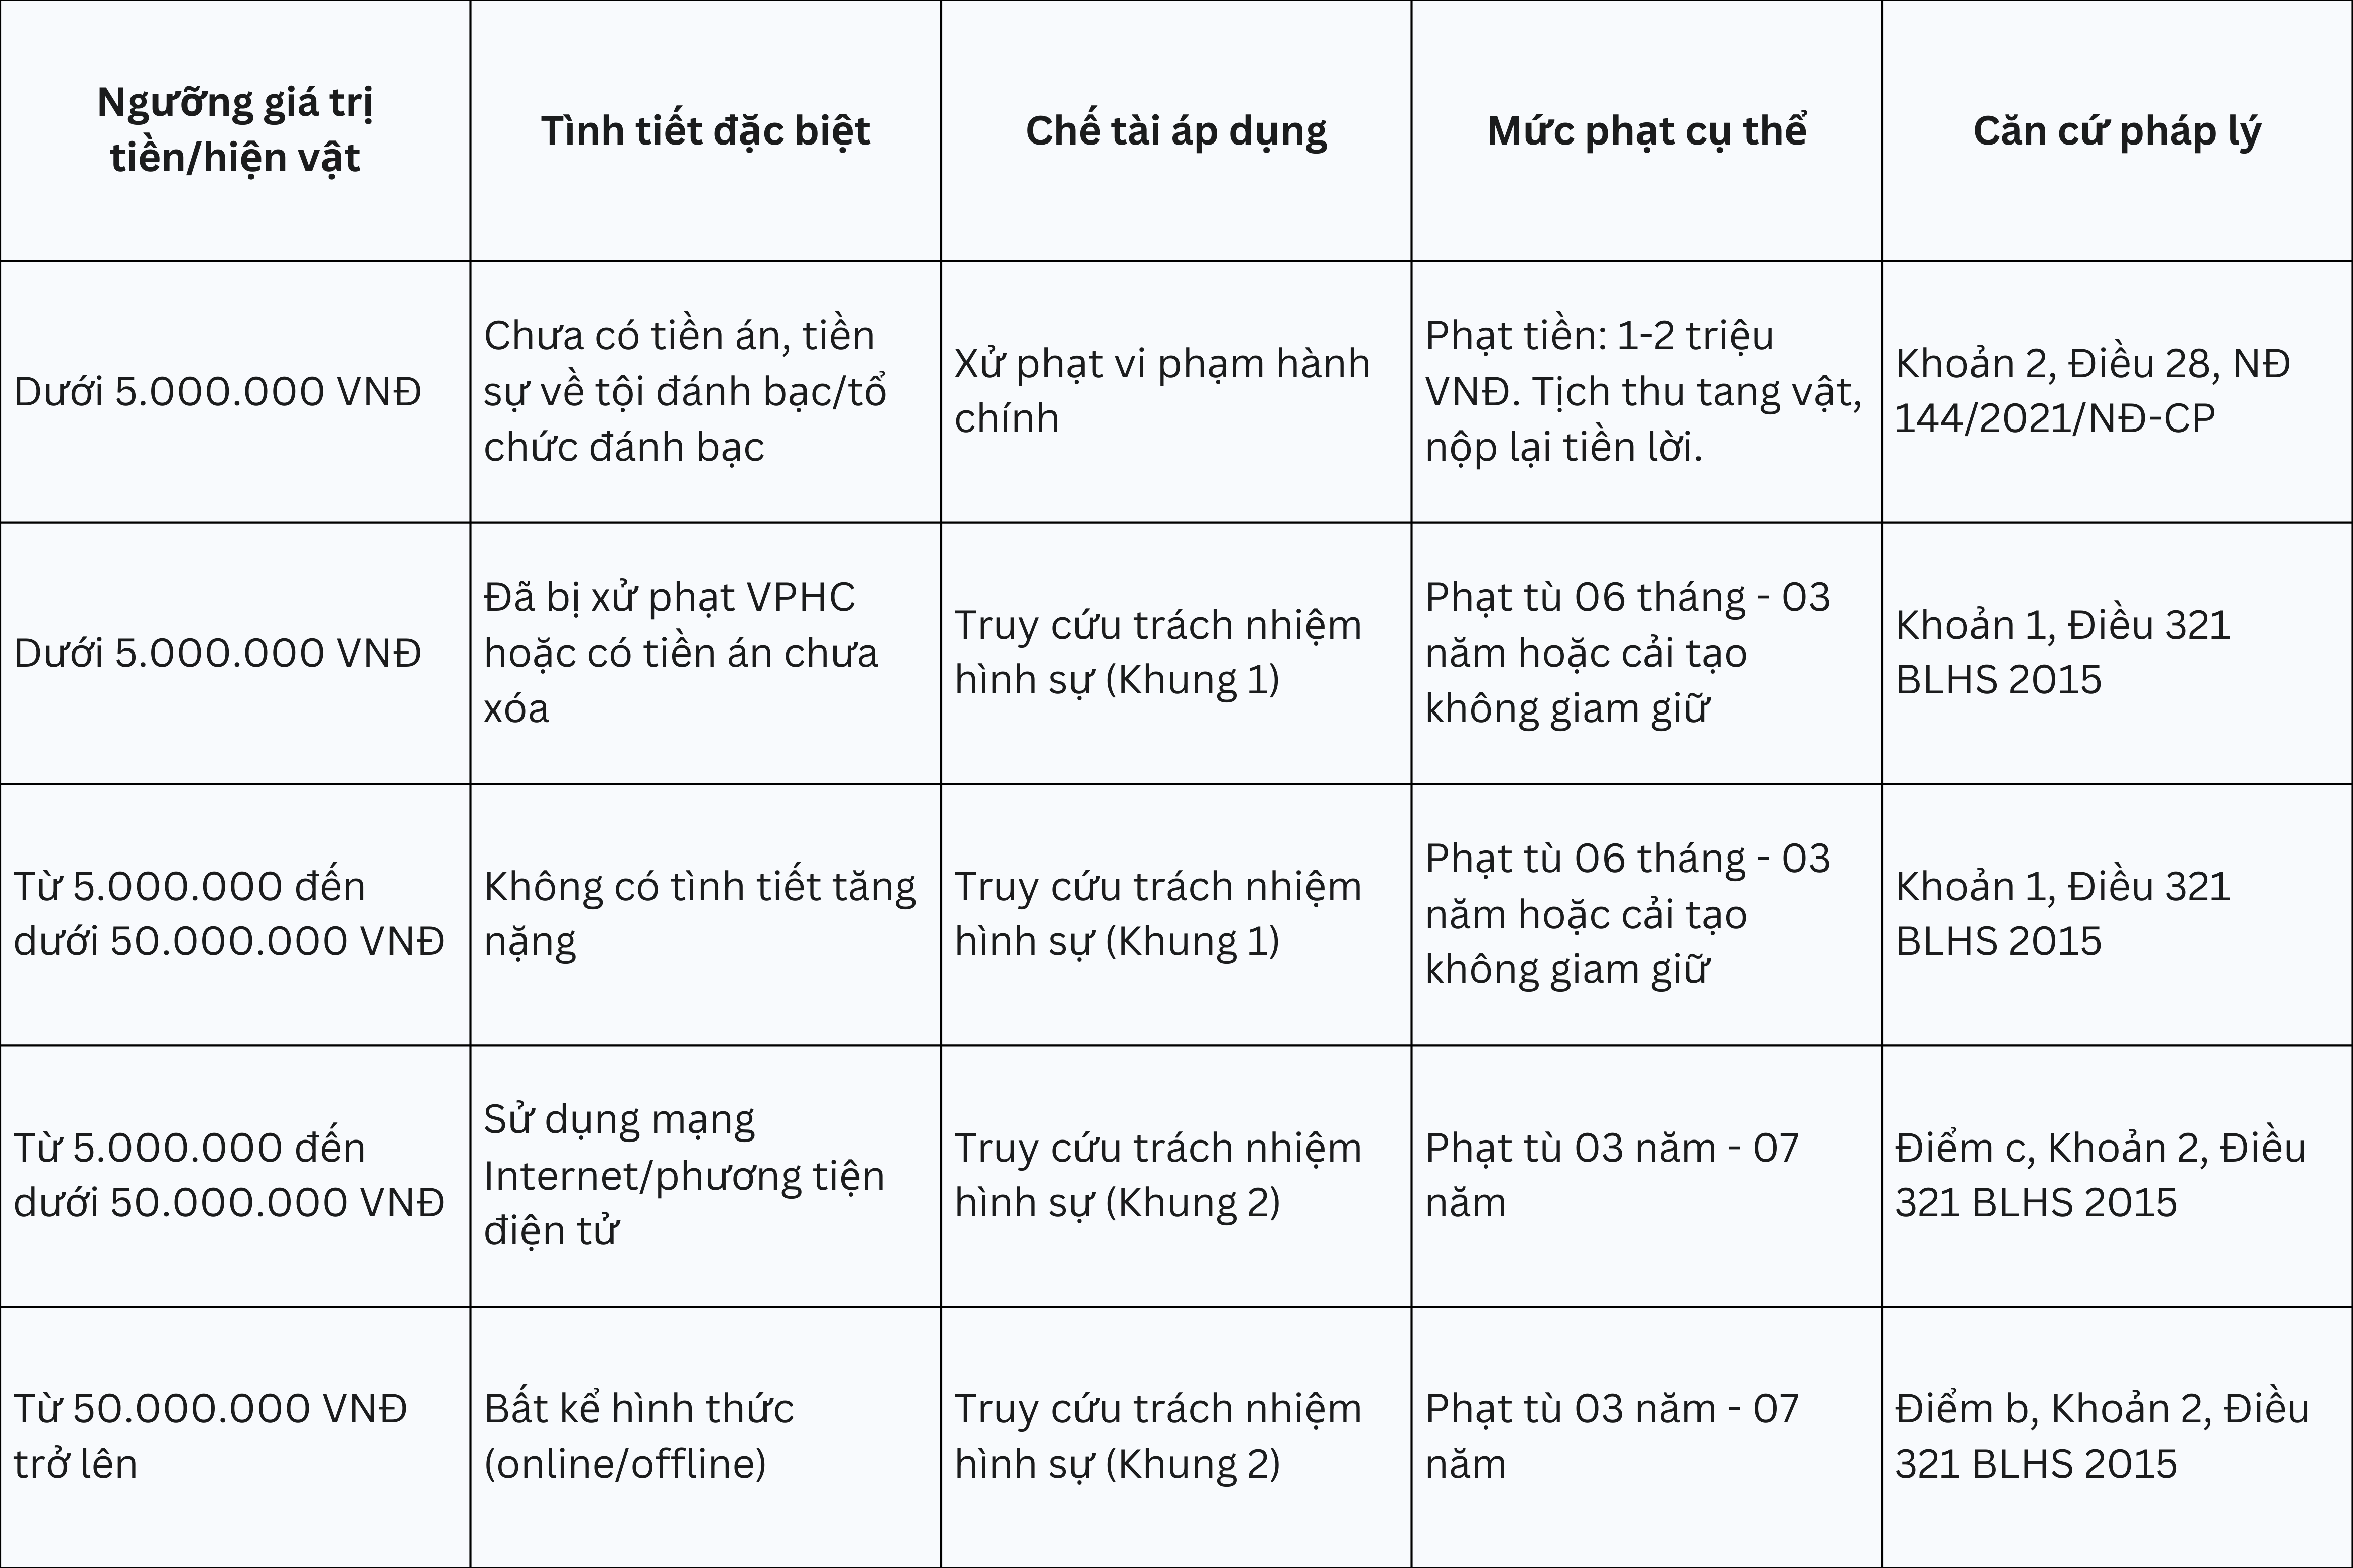 Ngưỡng giá trị
tiền/hiện vật
Tình tiết đặc biệt
Chế tài áp dụng
Mức phạt cụ thể
Căn cứ pháp lý
Dưới 5.000.000 VNĐ
Chưa có tiền án, tiền
sự về tội đánh bạc/tổ
chức đánh bạc
Xử phạt vi phạm hành
chính
Phạt tiền: 1-2 triệu
VNĐ. Tịch thu tang vật,
nộp lại tiền lời.
Khoản 2, Điều 28, NĐ
144/2021/NĐ-CP
Dưới 5.000.000 VNĐ
Đã bị xử phạt VPHC
hoặc có tiền án chưa
xóa
Truy cứu trách nhiệm
hình sự (Khung 1)
Phạt tù 06 tháng - 03
năm hoặc cải tạo
không giam giữ
Khoản 1, Điều 321
BLHS 2015
Từ 5.000.000 đến
dưới 50.000.000 VNĐ
Không có tình tiết tăng
nặng
Truy cứu trách nhiệm
hình sự (Khung 1)
Phạt tù 06 tháng - 03
năm hoặc cải tạo
không giam giữ
Khoản 1, Điều 321
BLHS 2015
Từ 5.000.000 đến
dưới 50.000.000 VNĐ
Sử dụng mạng
Internet/phương tiện
điện tử
Truy cứu trách nhiệm
hình sự (Khung 2)
Phạt tù 03 năm - 07
năm
Điểm c, Khoản 2, Điều
321 BLHS 2015
Từ 50.000.000 VNĐ
trở lên
Bất kể hình thức
(online/offline)
Truy cứu trách nhiệm
hình sự (Khung 2)
Phạt tù 03 năm - 07
năm
Điểm b, Khoản 2, Điều
321 BLHS 2015